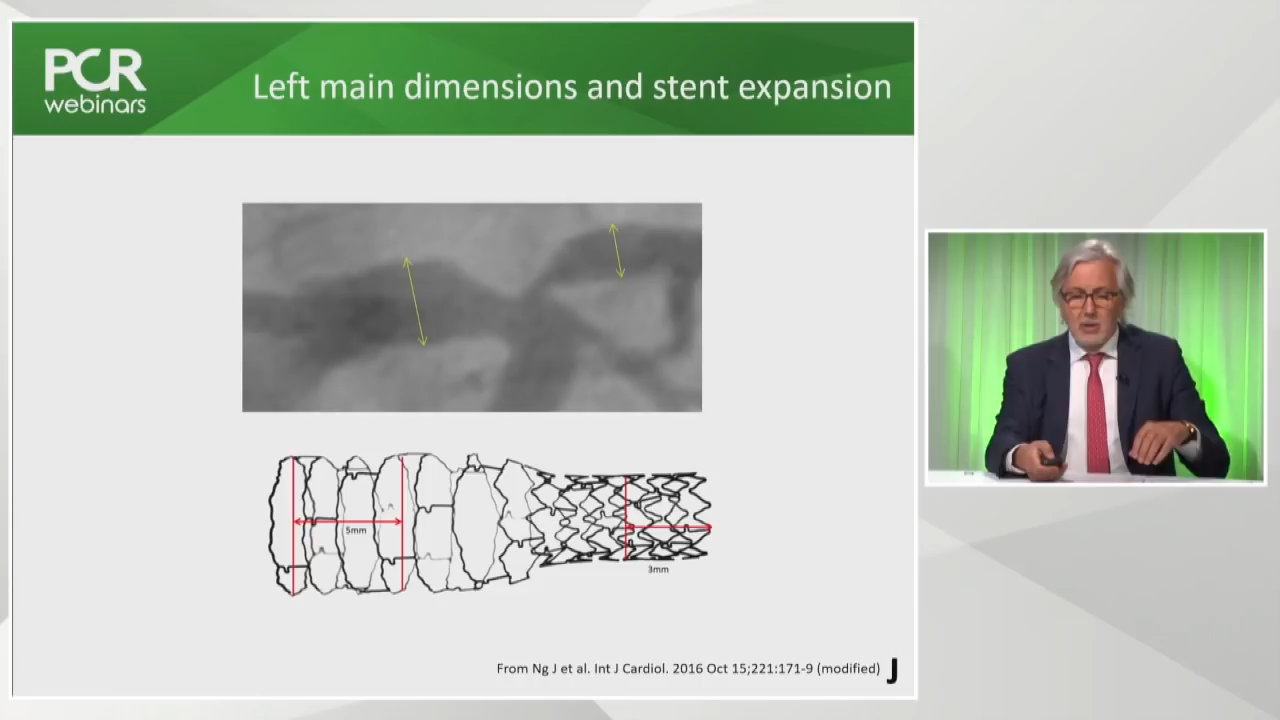 PCR
webinars
Left main dimensions and stent expansion
5mm
3mm
From Ng J et al. Int J Cardiol. 2016 Oct 15;221:171-9 (modified)
J